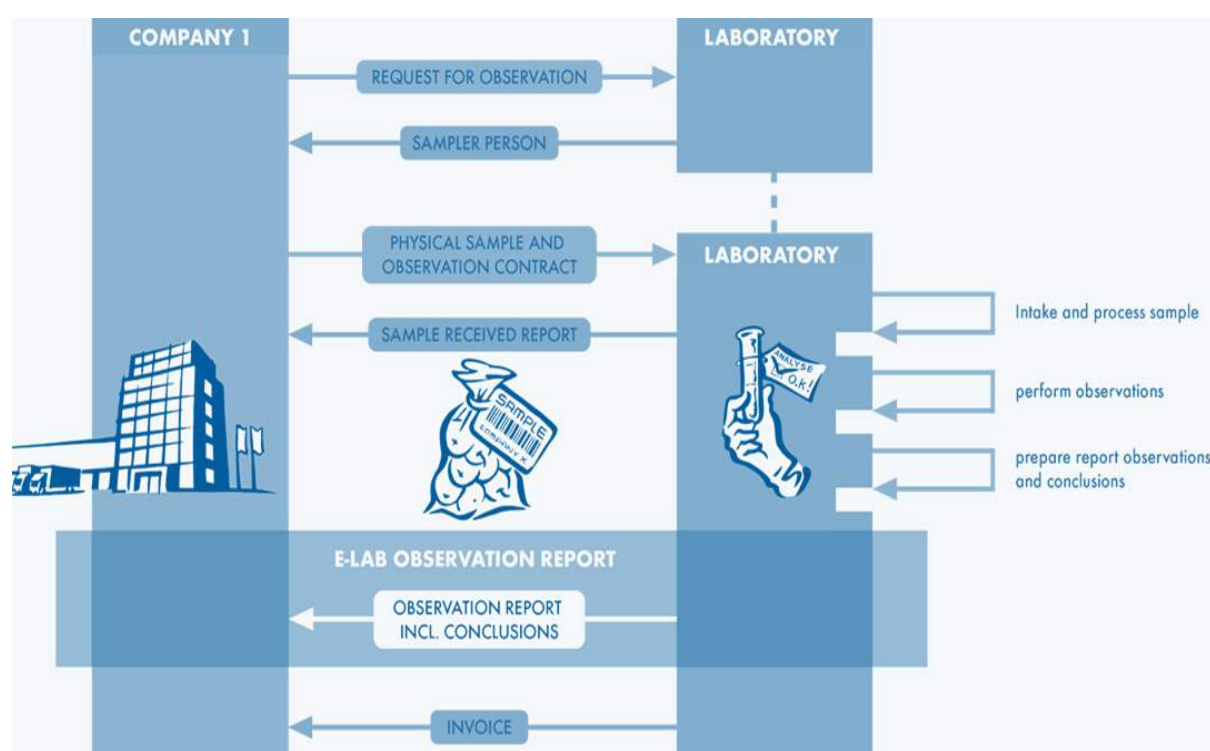 COMPANY 1
LABORATORY
REQUEST FOR OBSERVATION
SAMPLER PERSON
PHYSICAL SAMPLE AND
OBSERVATION CONTRACT
LABORATORY
Intake and process sample
SAMPLE RECEIVED REPORT
ANALYSE
O.K!
SAMPLE
COMPANY X
perform observations
prepare report observations
and conclusions
E-LAB OBSERVATION REPORT
OBSERVATION REPORT
INCL. CONCLUSIONS
INVOICE